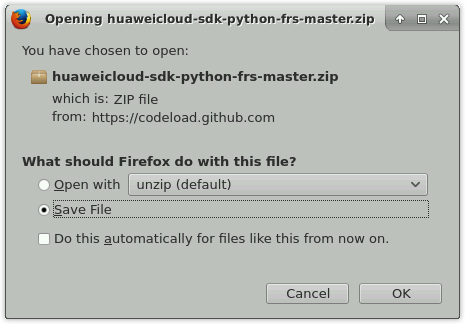 Opening huaweicloud-sdk-python-frs-master.zip
You have chosen to open:
huaweicloud-sdk-python-frs-master.zip
which is: ZIP file
from: https://codeload.github.com
What should Firefox do with this file?
Open with unzip (default)
Save File
Do this automatically for files like this from now on.
Cancel OK